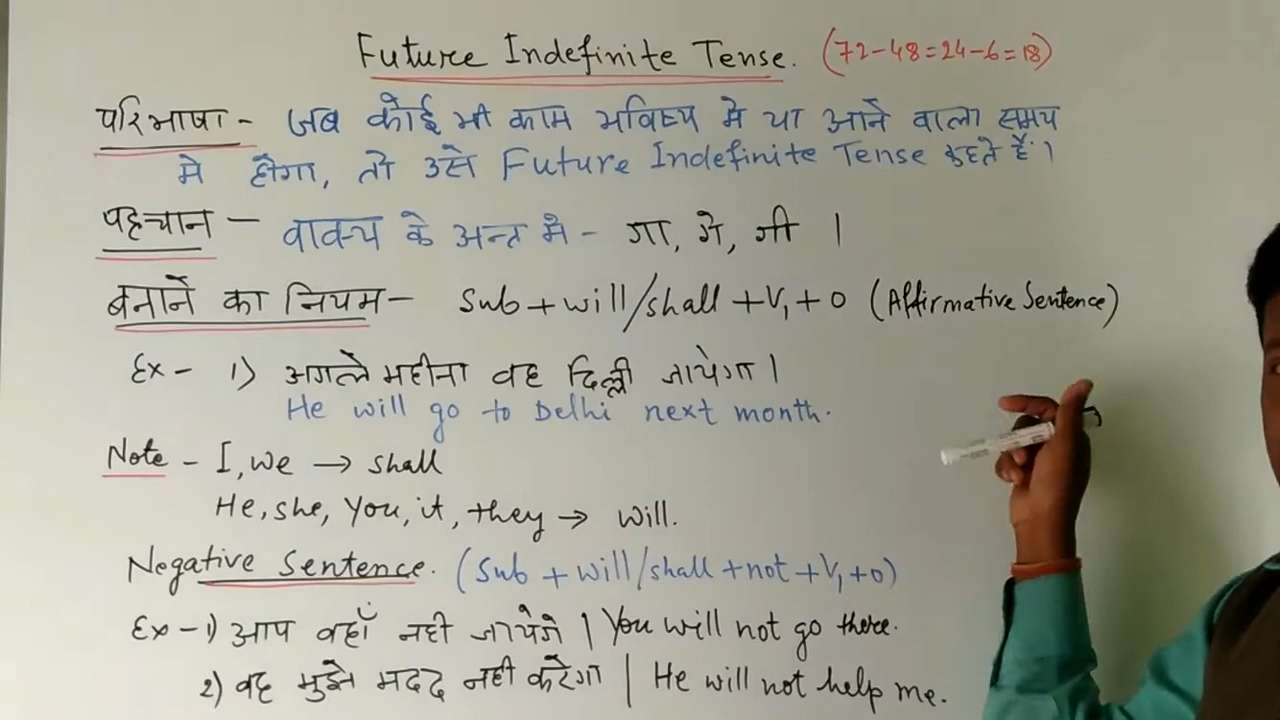 Future Indefinite Tense. (72-48=24-6=18)
परिभाषा - जब कोई भी काम भविष्य मे या आने वाला समय
मे होगा, तो उसे Future Indefinite Tense कहते हैं।
पहचान - वाक्य के अन्त मे - गा, गे, गी ।
बनाने का नियम - Sub + will/shall + V₁ + O (Affirmative Sentence)
Ex - 1) अगले महीना वह दिल्ली जायेगा।
He will go to Delhi next month.
Note - I, we → shall
He, she, You, it, they → will.
Negative Sentence. (Sub + will/shall + not + V₁ + O)
Ex - 1) आप वहाँ नही जायेगे | You will not go there.
2) वह मुझे मदद नही करेगा | He will not help me.